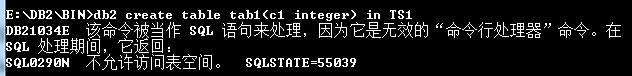 E:\DB2\BIN>db2 create table tab1(c1 integer) in TS1
DB21034E  该命令被当作 SQL 语句来处理，因为它是无效的“命令行处理器”命令。在
SQL 处理期间，它返回：
SQL0290N  不允许访问表空间。  SQLSTATE=55039